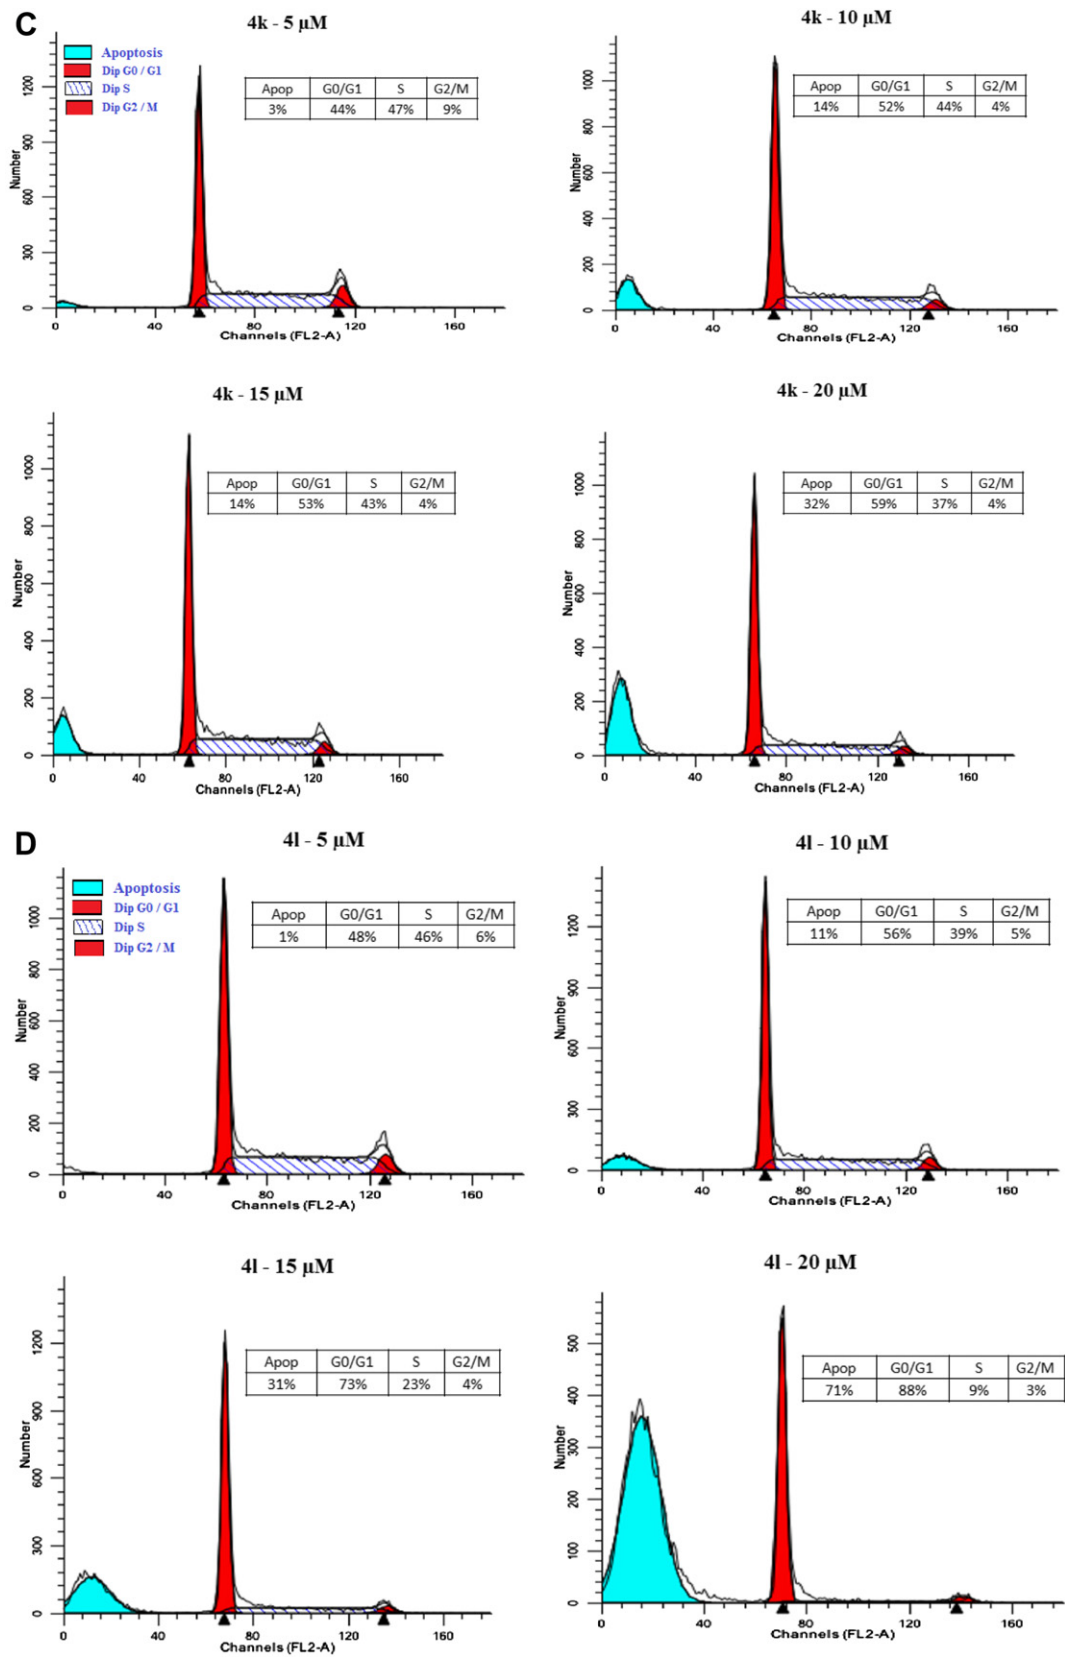 C
4k - 5 μM
Apoptosis
Dip G0 / G1
Dip S
Dip G2 / M
Apop G0/G1 S G2/M
3% 44% 47% 9%
Number
1200
900
600
300
0
0 40 80 120 160
Channels (FL2-A)
4k - 10 μM
Apop G0/G1 S G2/M
14% 52% 44% 4%
Number
1000
800
600
400
200
0
0 40 80 120 160
Channels (FL2-A)
4k - 15 μM
Apop G0/G1 S G2/M
14% 53% 43% 4%
Number
1000
800
600
400
200
0
0 40 80 120 160
Channels (FL2-A)
4k - 20 μM
Apop G0/G1 S G2/M
32% 59% 37% 4%
Number
1000
800
600
400
200
0
0 40 80 120 160
Channels (FL2-A)
D
4l - 5 μM
Apoptosis
Dip G0 / G1
Dip S
Dip G2 / M
Apop G0/G1 S G2/M
1% 48% 46% 6%
Number
1000
800
600
400
200
0
0 40 80 120 160
Channels (FL2-A)
4l - 10 μM
Apop G0/G1 S G2/M
11% 56% 39% 5%
Number
1200
900
600
300
0
0 40 80 120 160
Channels (FL2-A)
4l - 15 μM
Apop G0/G1 S G2/M
31% 73% 23% 4%
Number
1200
900
600
300
0
0 40 80 120 160
Channels (FL2-A)
4l - 20 μM
Apop G0/G1 S G2/M
71% 88% 9% 3%
Number
500
400
300
200
100
0
0 40 80 120 160
Channels (FL2-A)